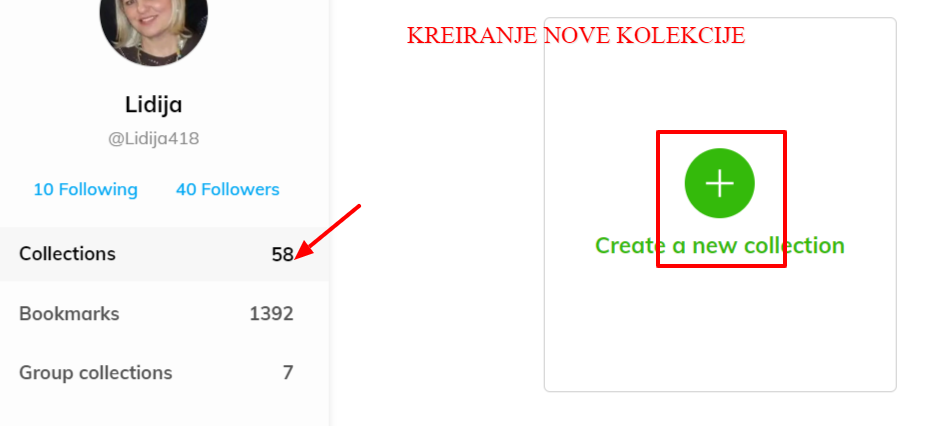 Lidija
@Lidija418
10 Following 40 Followers
Collections 58
Bookmarks 1392
Group collections 7
KREIRANJE NOVE KOLEKCIJE
Create a new collection